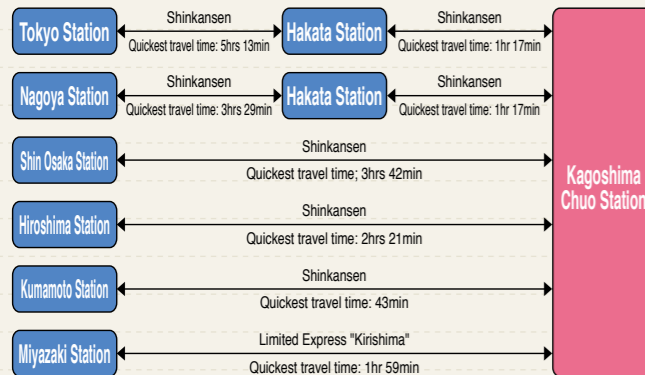 Shinkansen
Shinkansen
Tokyo Station
Hakata Station
Quickest travel time: 5hrs 13min
Quickest travel time: 1hr 17min
Shinkansen
Shinkansen
Nagoya Station
Hakata Station
Quickest travel time: 3hrs 29min
Quickest travel time: 1hr 17min
Shinkansen
Shin Osaka Station
Quickest travel time; 3hrs 42min
Kagoshima
Chuo Station
Shinkansen
Hiroshima Station
Quickest travel time: 2hrs 21min
Shinkansen
Kumamoto Station
Quickest travel time: 43min
Limited Express "Kirishima"
Miyazaki Station
Quickest travel time: 1hr 59min